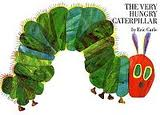 THE VERY
HUNGRY
CATERPILLAR
by Eric Carle